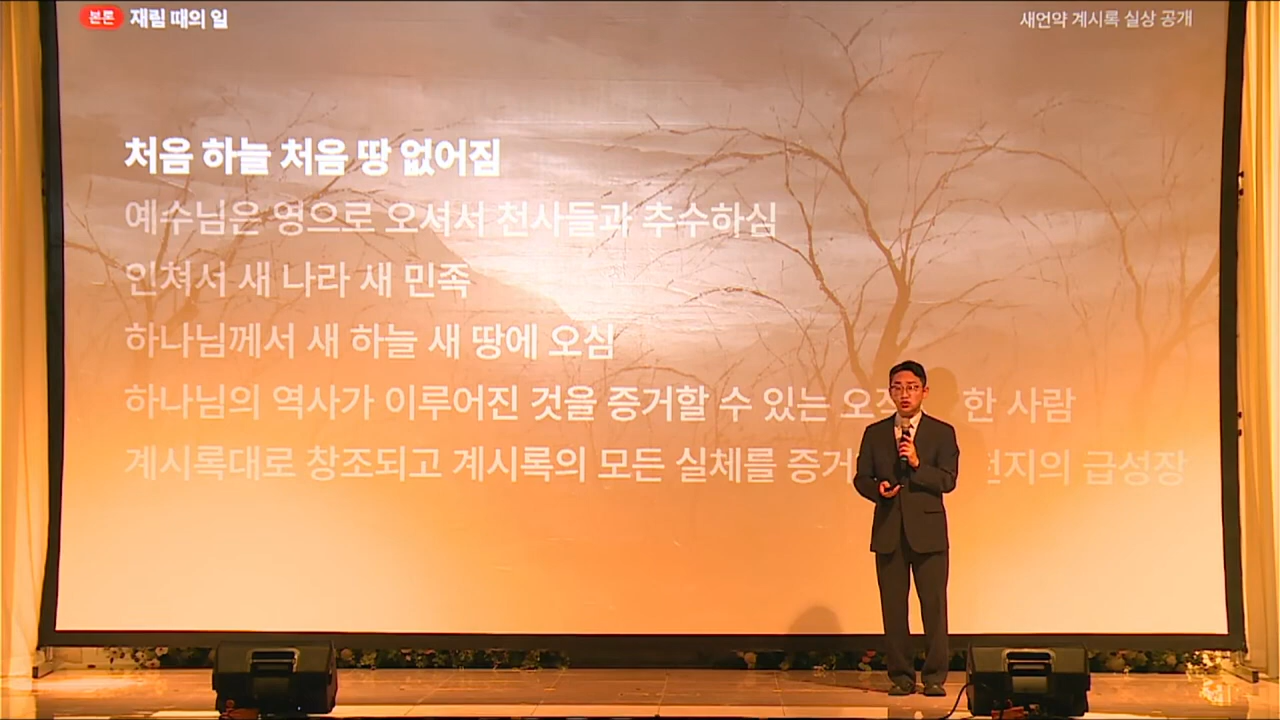 본론 재림 때의 일
새언약 계시록 실상 공개
처음 하늘 처음 땅 없어짐
예수님은 영으로 오셔서 천사들과 추수하심
인쳐서 새 나라 새 민족
하나님께서 새 하늘 새 땅에 오심
하나님의 역사가 이루어진 것을 증거할 수 있는 한 사람
계시록대로 창조되고 계시록의 모든 실체를 급성장